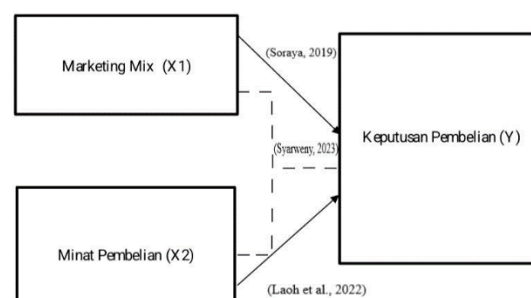 Marketing Mix (X1)
(Soraya, 2019)
Keputusan Pembelian (Y)
(Syarweny, 2023)
Minat Pembelian (X2)
(Laoh et al., 2022)